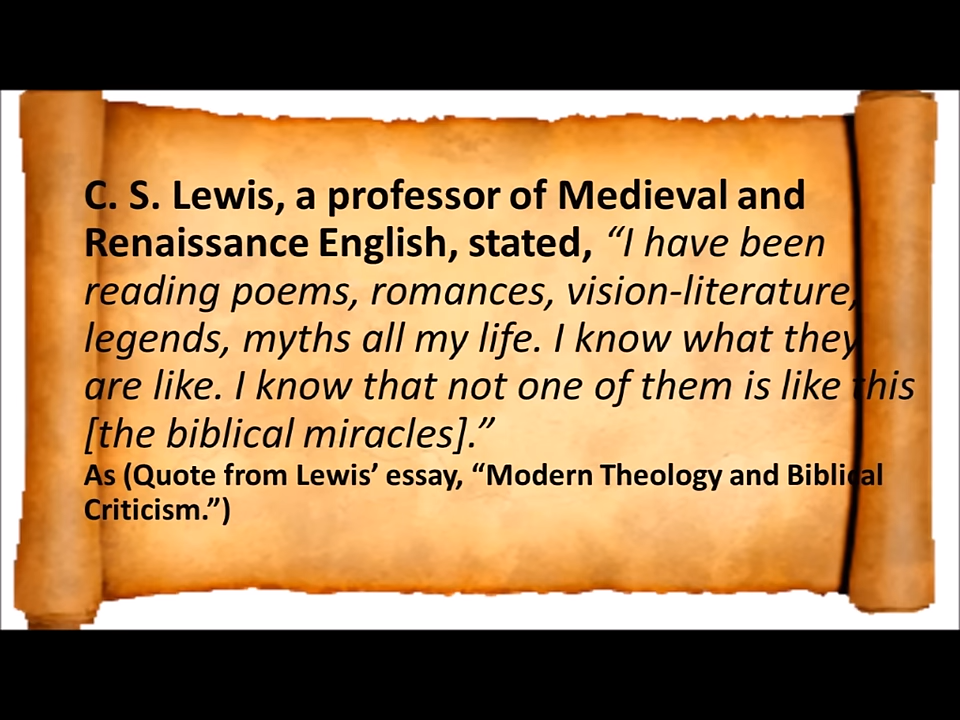 C. S. Lewis, a professor of Medieval and
Renaissance English, stated, “I have been
reading poems, romances, vision-literature,
legends, myths all my life. I know what they
are like. I know that not one of them is like this
[the biblical miracles].”
As (Quote from Lewis’ essay, “Modern Theology and Biblical
Criticism.”)